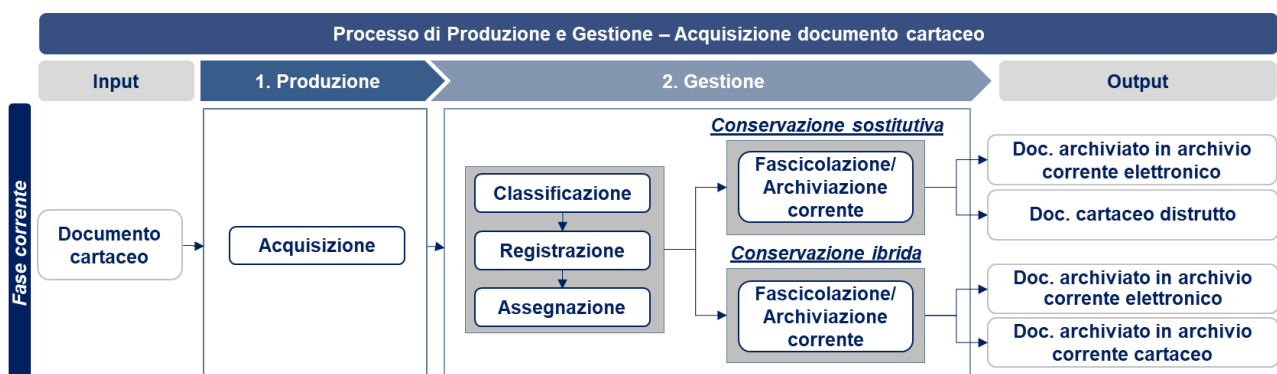 Processo di Produzione e Gestione – Acquisizione documento cartaceo
Input
1. Produzione
2. Gestione
Output
Fase corrente
Documento
cartaceo
Acquisizione
Classificazione
Registrazione
Assegnazione
Conservazione sostitutiva
Fascicolazione/
Archiviazione
corrente
Conservazione ibrida
Fascicolazione/
Archiviazione
corrente
Doc. archiviato in archivio
corrente elettronico
Doc. cartaceo distrutto
Doc. archiviato in archivio
corrente elettronico
Doc. archiviato in archivio
corrente cartaceo